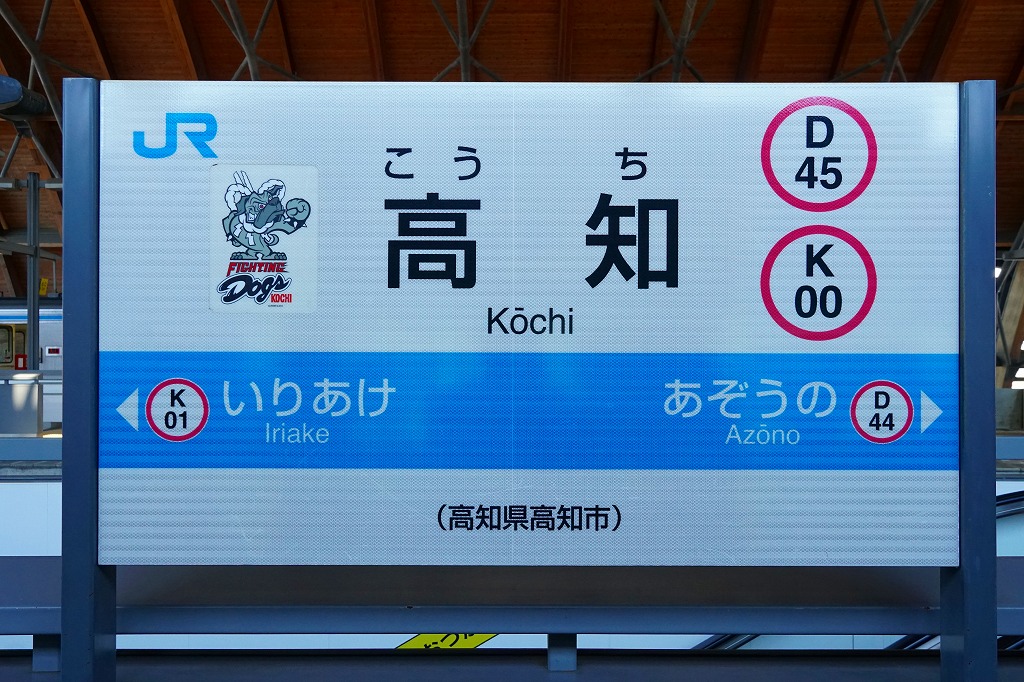 JR
FIGHTING
Dogs
KOCHI
こうち
高知
Kōchi
D
45
K
00
K
01
いりあけ
Iriake
あぞうの
Azōno
D
44
(高知県高知市)